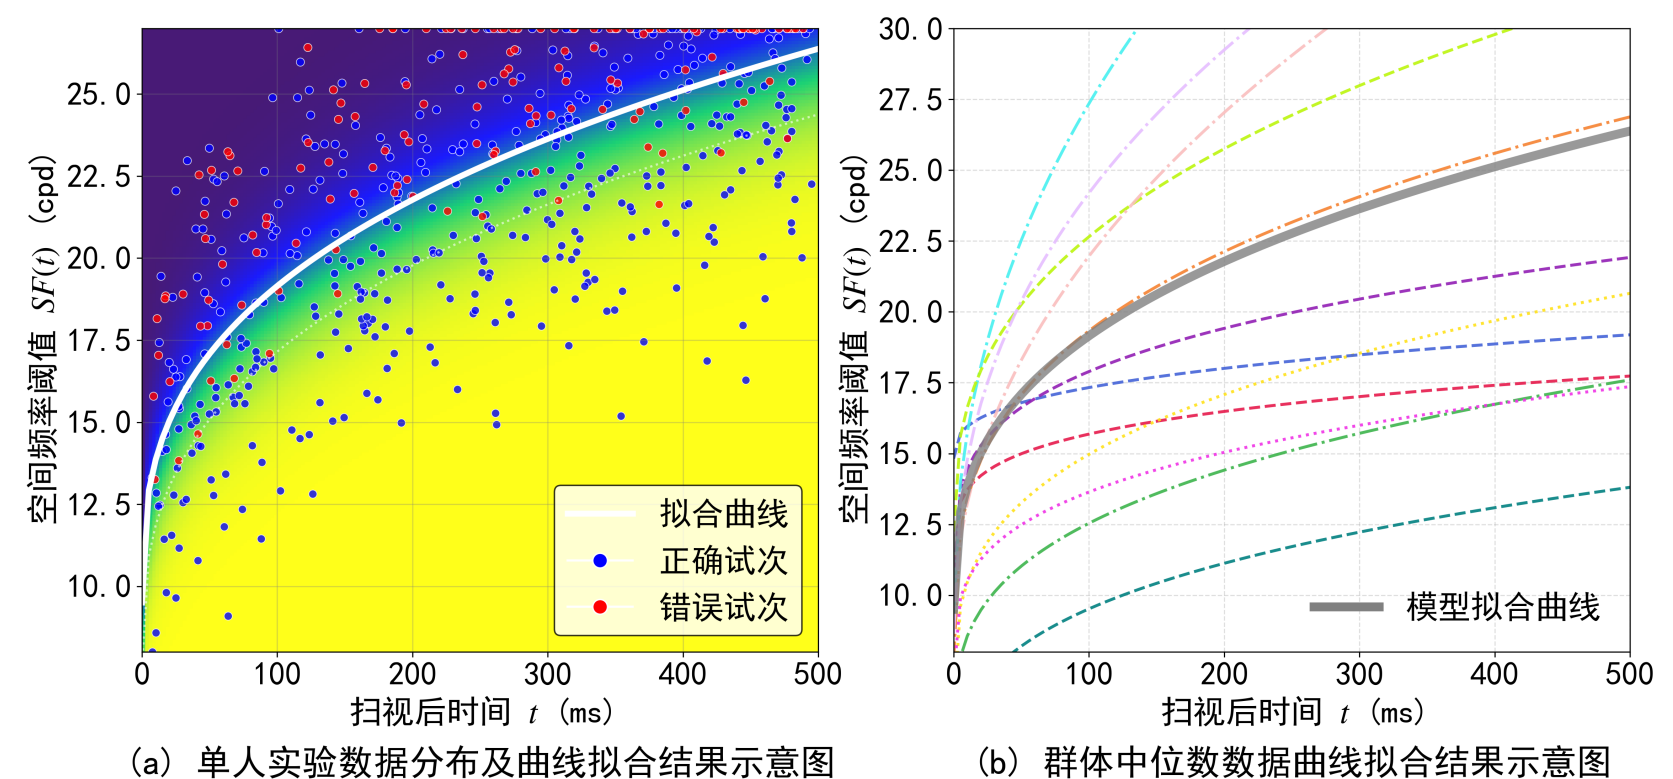 空间频率阈值 SF(t) (cpd)
25.0
22.5
20.0
17.5
15.0
12.5
10.0
拟合曲线
正确试次
错误试次
0 100 200 300 400 500
扫视后时间 t (ms)
(a) 单人实验数据分布及曲线拟合结果示意图
空间频率阈值 SF(t) (cpd)
30.0
27.5
25.0
22.5
20.0
17.5
15.0
12.5
10.0
模型拟合曲线
0 100 200 300 400 500
扫视后时间 t (ms)
(b) 群体中位数数据曲线拟合结果示意图